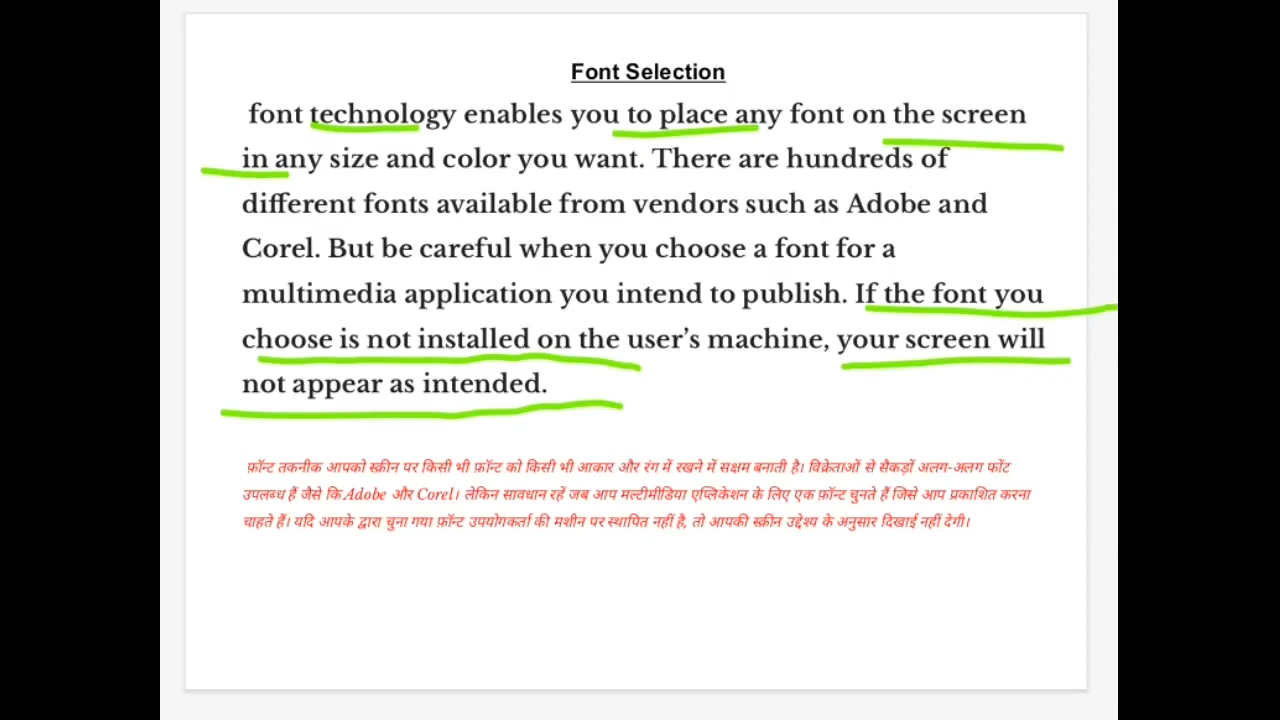 Font Selection
font technology enables you to place any font on the screen
in any size and color you want. There are hundreds of
different fonts available from vendors such as Adobe and
Corel. But be careful when you choose a font for a
multimedia application you intend to publish. If the font you
choose is not installed on the user’s machine, your screen will
not appear as intended.
फ़ॉन्ट तकनीक आपको स्क्रीन पर किसी भी फ़ॉन्ट को किसी भी आकार और रंग में रखने में सक्षम बनाती है। विक्रेताओं से सैकड़ों अलग-अलग फोंट
उपलब्ध हैं जैसे कि Adobe और Corel। लेकिन सावधान रहें जब आप मल्टीमीडिया एप्लिकेशन के लिए एक फ़ॉन्ट चुनते हैं जिसे आप प्रकाशित करना
चाहते हैं। यदि आपके द्वारा चुना गया फ़ॉन्ट उपयोगकर्ता की मशीन पर स्थापित नहीं है, तो आपकी स्क्रीन उद्देश्य के अनुसार दिखाई नहीं देगी।